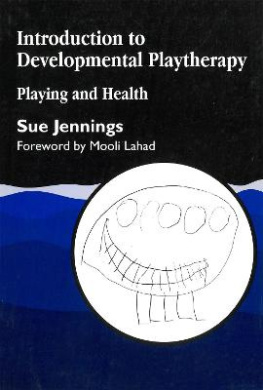 Introduction to
Developmental Playtherapy
Playing and Health
Sue Jennings
Foreword by Mooli Lahad